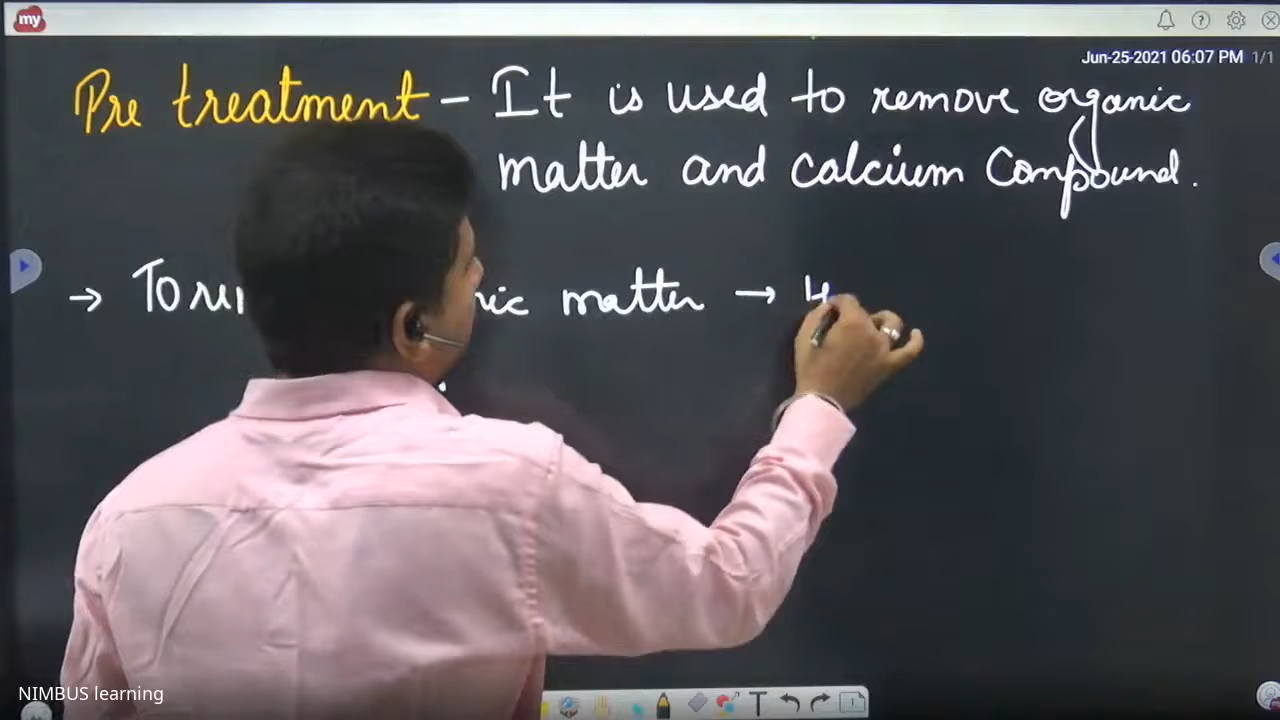 my
Jun-25-2021 06:07 PM 1/1
Pre treatment - It is used to remove organic
matter and calcium Compound.
→ To matter →
NIMBUS learning